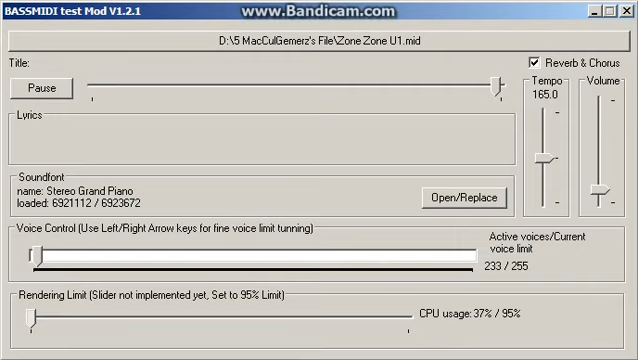 BASSMIDI test Mod V1.2.1
www.Bandicam.com
D:\5 MacCulGemerz's File\Zone Zone U1.mid
Title:
Reverb & Chorus
Pause
Tempo
Volume
165.0
Lyrics
Soundfont
name: Stereo Grand Piano
loaded: 6921112 / 6923672
Open/Replace
Voice Control (Use Left/Right Arrow keys for fine voice limit tunning)
Active voices/Current
voice limit
233 / 255
Rendering Limit (Slider not implemented yet, Set to 95% Limit)
CPU usage: 37% / 95%